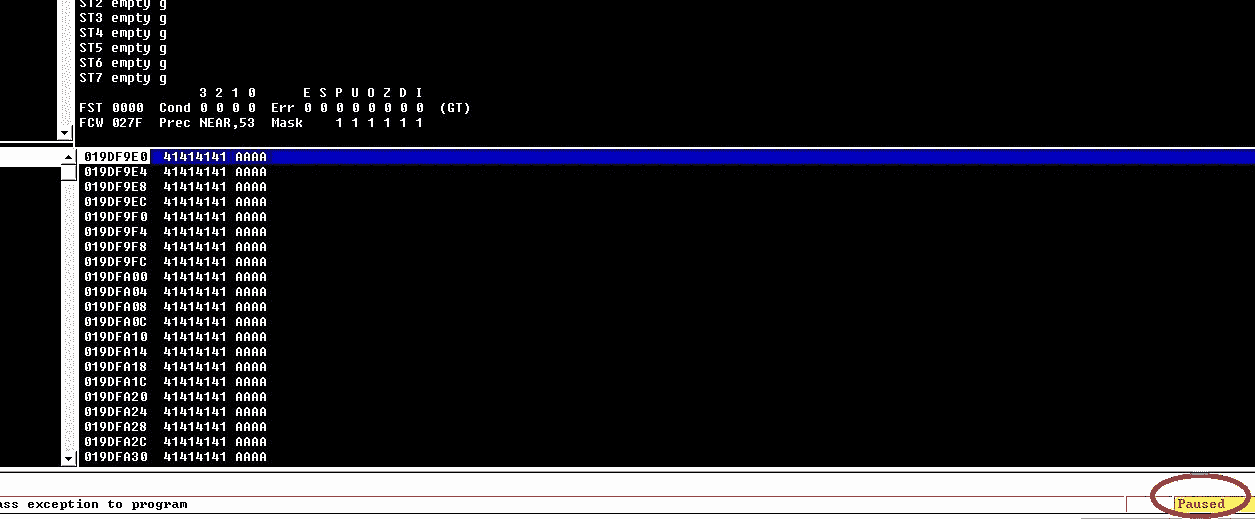 ST2 empty g
ST3 empty g
ST4 empty g
ST5 empty g
ST6 empty g
ST7 empty g
3 2 1 0 E S P U O Z D I
FST 0000 Cond 0 0 0 0 Err 0 0 0 0 0 0 0 0 (GT)
FCW 027F Prec NEAR,53 Mask 1 1 1 1 1 1
019DF9E0 41414141 AAAA
019DF9E4 41414141 AAAA
019DF9E8 41414141 AAAA
019DF9EC 41414141 AAAA
019DF9F0 41414141 AAAA
019DF9F4 41414141 AAAA
019DF9F8 41414141 AAAA
019DF9FC 41414141 AAAA
019DFA00 41414141 AAAA
019DFA04 41414141 AAAA
019DFA08 41414141 AAAA
019DFA0C 41414141 AAAA
019DFA10 41414141 AAAA
019DFA14 41414141 AAAA
019DFA18 41414141 AAAA
019DFA1C 41414141 AAAA
019DFA20 41414141 AAAA
019DFA24 41414141 AAAA
019DFA28 41414141 AAAA
019DFA2C 41414141 AAAA
019DFA30 41414141 AAAA
ass exception to program Paused